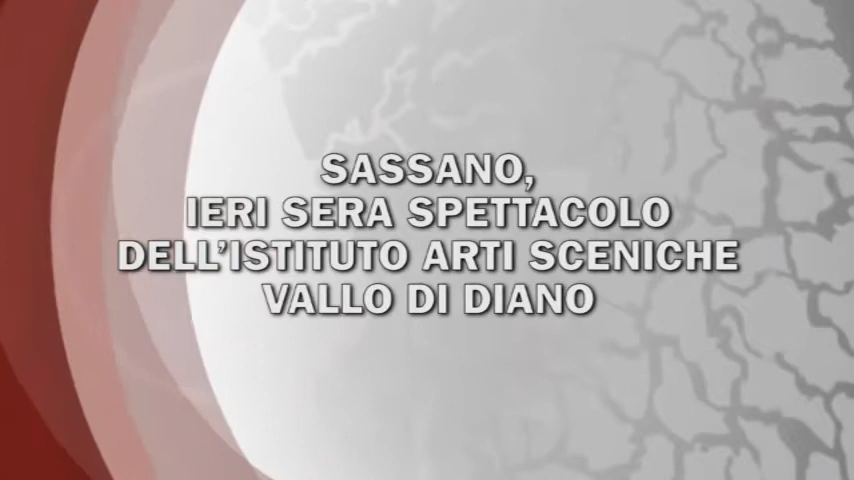 SASSANO,
IERI SERA SPETTACOLO
DELL'ISTITUTO ARTI SCENICHE
VALLO DI DIANO